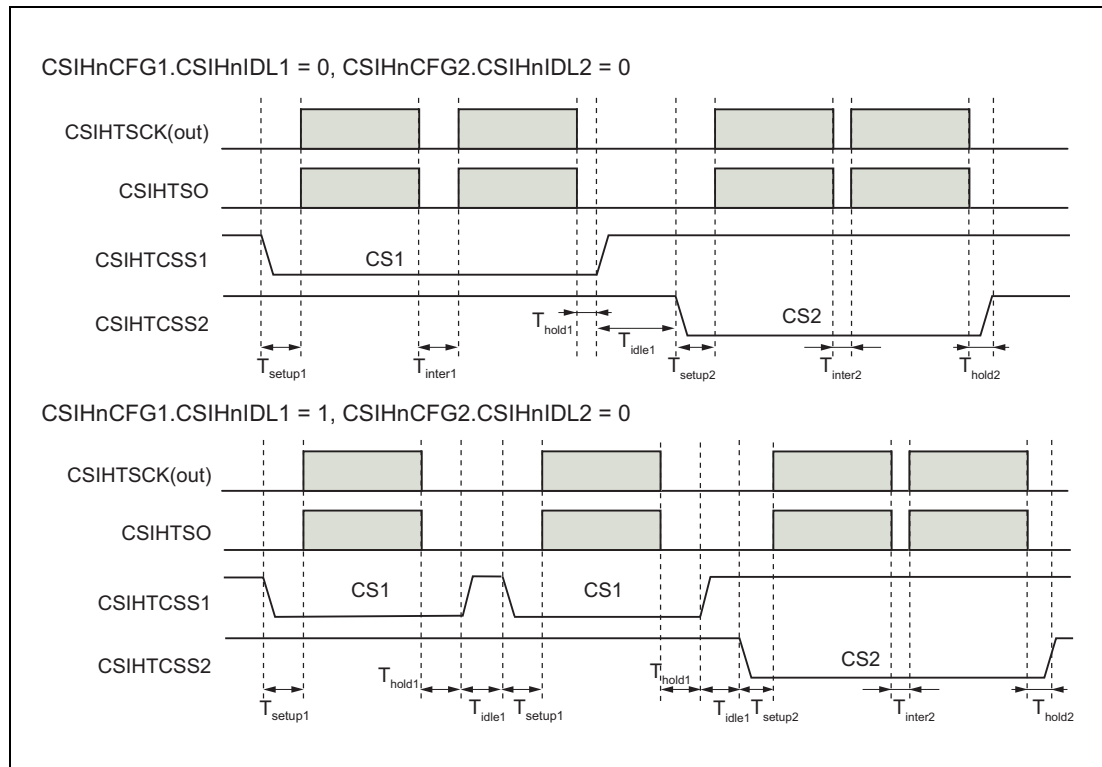 CSIHnCFG1.CSIHnIDL1 = 0, CSIHnCFG2.CSIHnIDL2 = 0
CSIHTSCK(out)
CSIHTSO
CSIHTCSS1
CS1
CSIHTCSS2
CS2
Thold1
Tidle1
Tsetup1
Tinter1
Tsetup2
Tinter2
Thold2
CSIHnCFG1.CSIHnIDL1 = 1, CSIHnCFG2.CSIHnIDL2 = 0
CSIHTSCK(out)
CSIHTSO
CSIHTCSS1
CS1
CS1
CSIHTCSS2
CS2
Thold1
Thold1
Tsetup1
Tidle1
Tsetup1
Tidle1
Tsetup2
Tinter2
Thold2